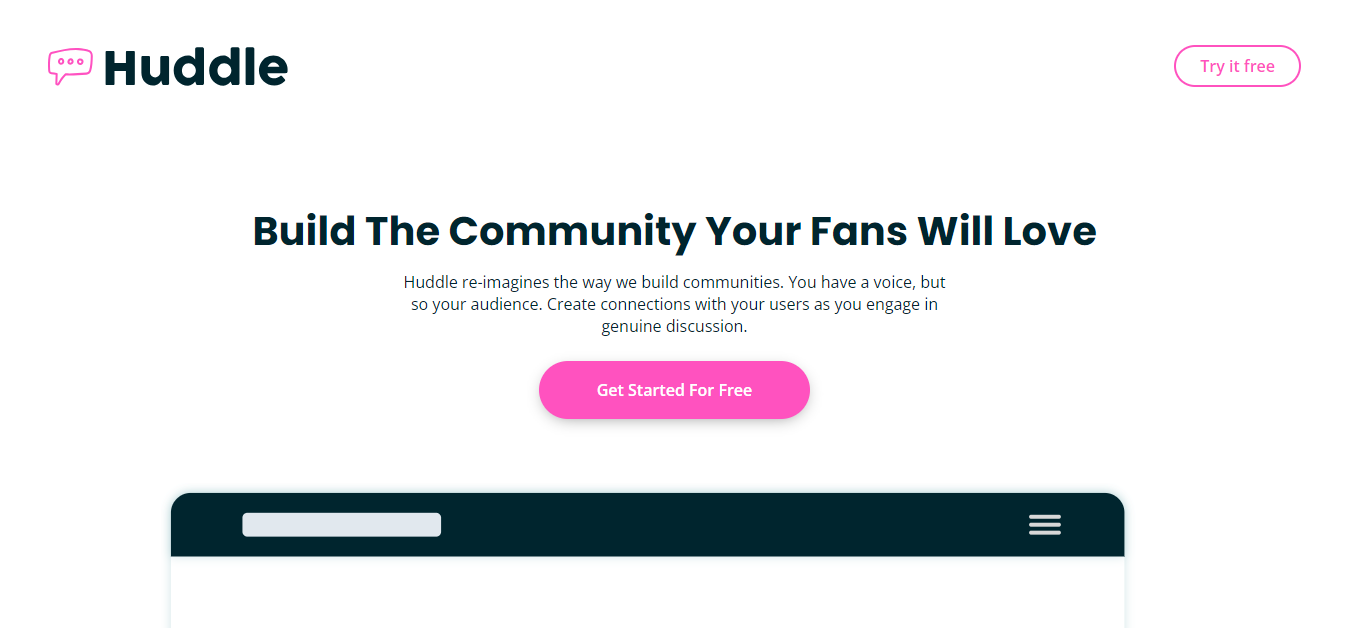 Huddle
Try it free
Build The Community Your Fans Will Love
Huddle re-imagines the way we build communities. You have a voice, but
so your audience. Create connections with your users as you engage in
genuine discussion.
Get Started For Free